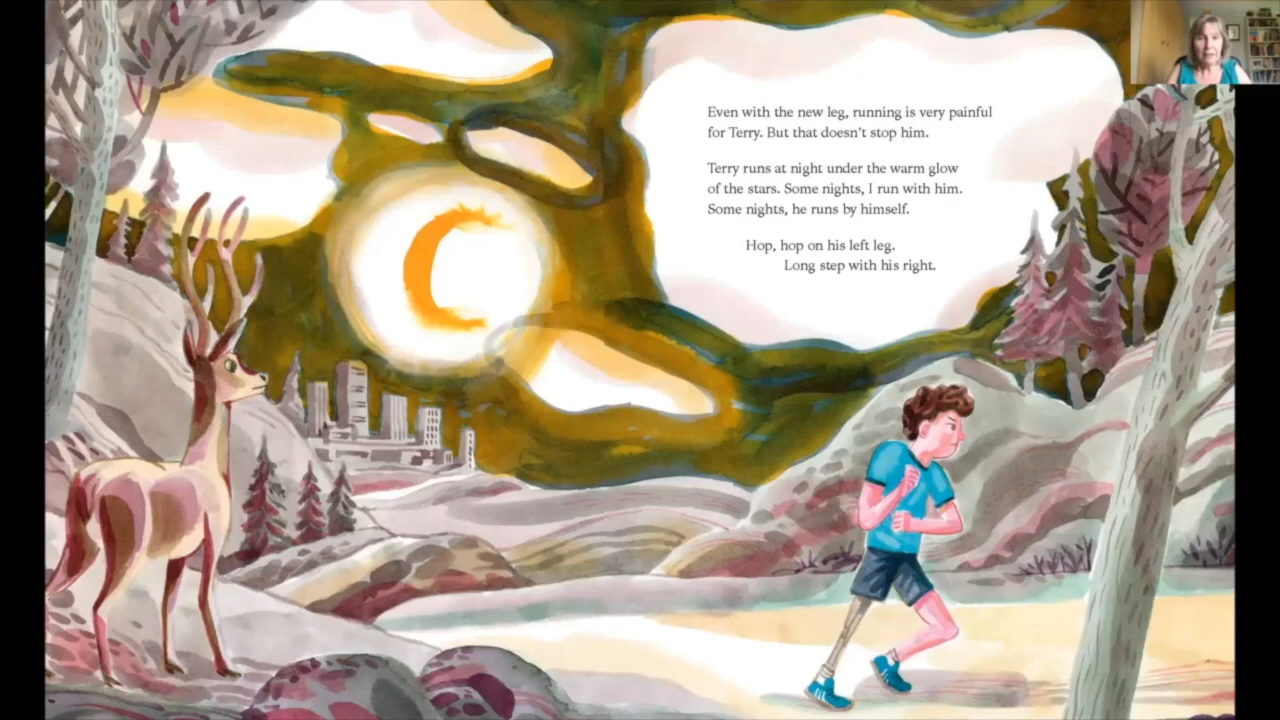 Even with the new leg, running is very painful
for Terry. But that doesn't stop him.
Terry runs at night under the warm glow
of the stars. Some nights, I run with him.
Some nights, he runs by himself.
Hop, hop on his left leg.
Long step with his right.